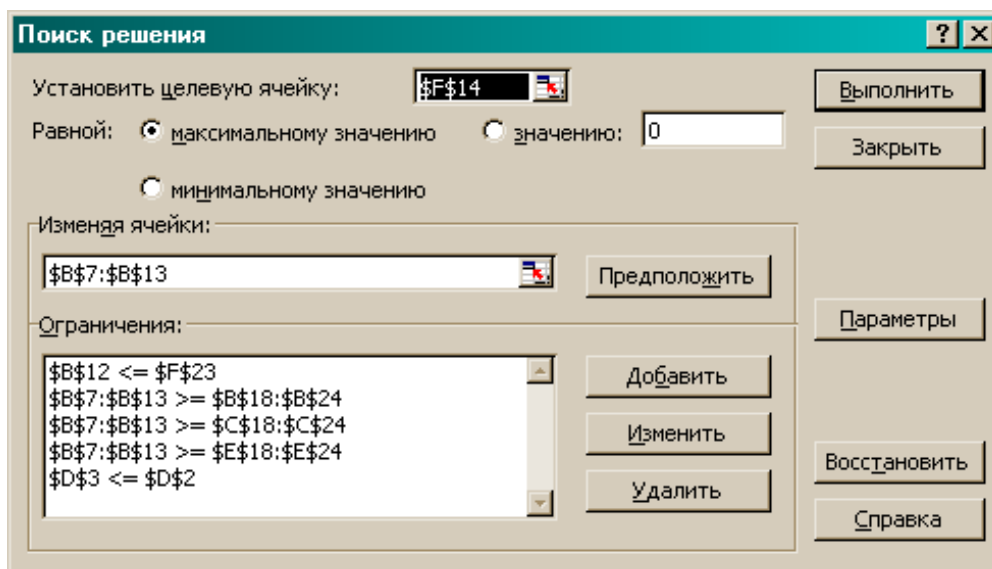 Поиск решения
Установить целевую ячейку: $F$14 Выполнить
Равной: максимальному значению значению: 0 Закрыть
минимальному значению
Изменяя ячейки:
$B$7:$B$13 Предположить
Ограничения: Параметры
$B$12 <= $F$23 Добавить
$B$7:$B$13 >= $B$18:$B$24
$B$7:$B$13 >= $C$18:$C$24 Изменить
$B$7:$B$13 >= $E$18:$E$24 Восстановить
$D$3 <= $D$2 Удалить
Справка